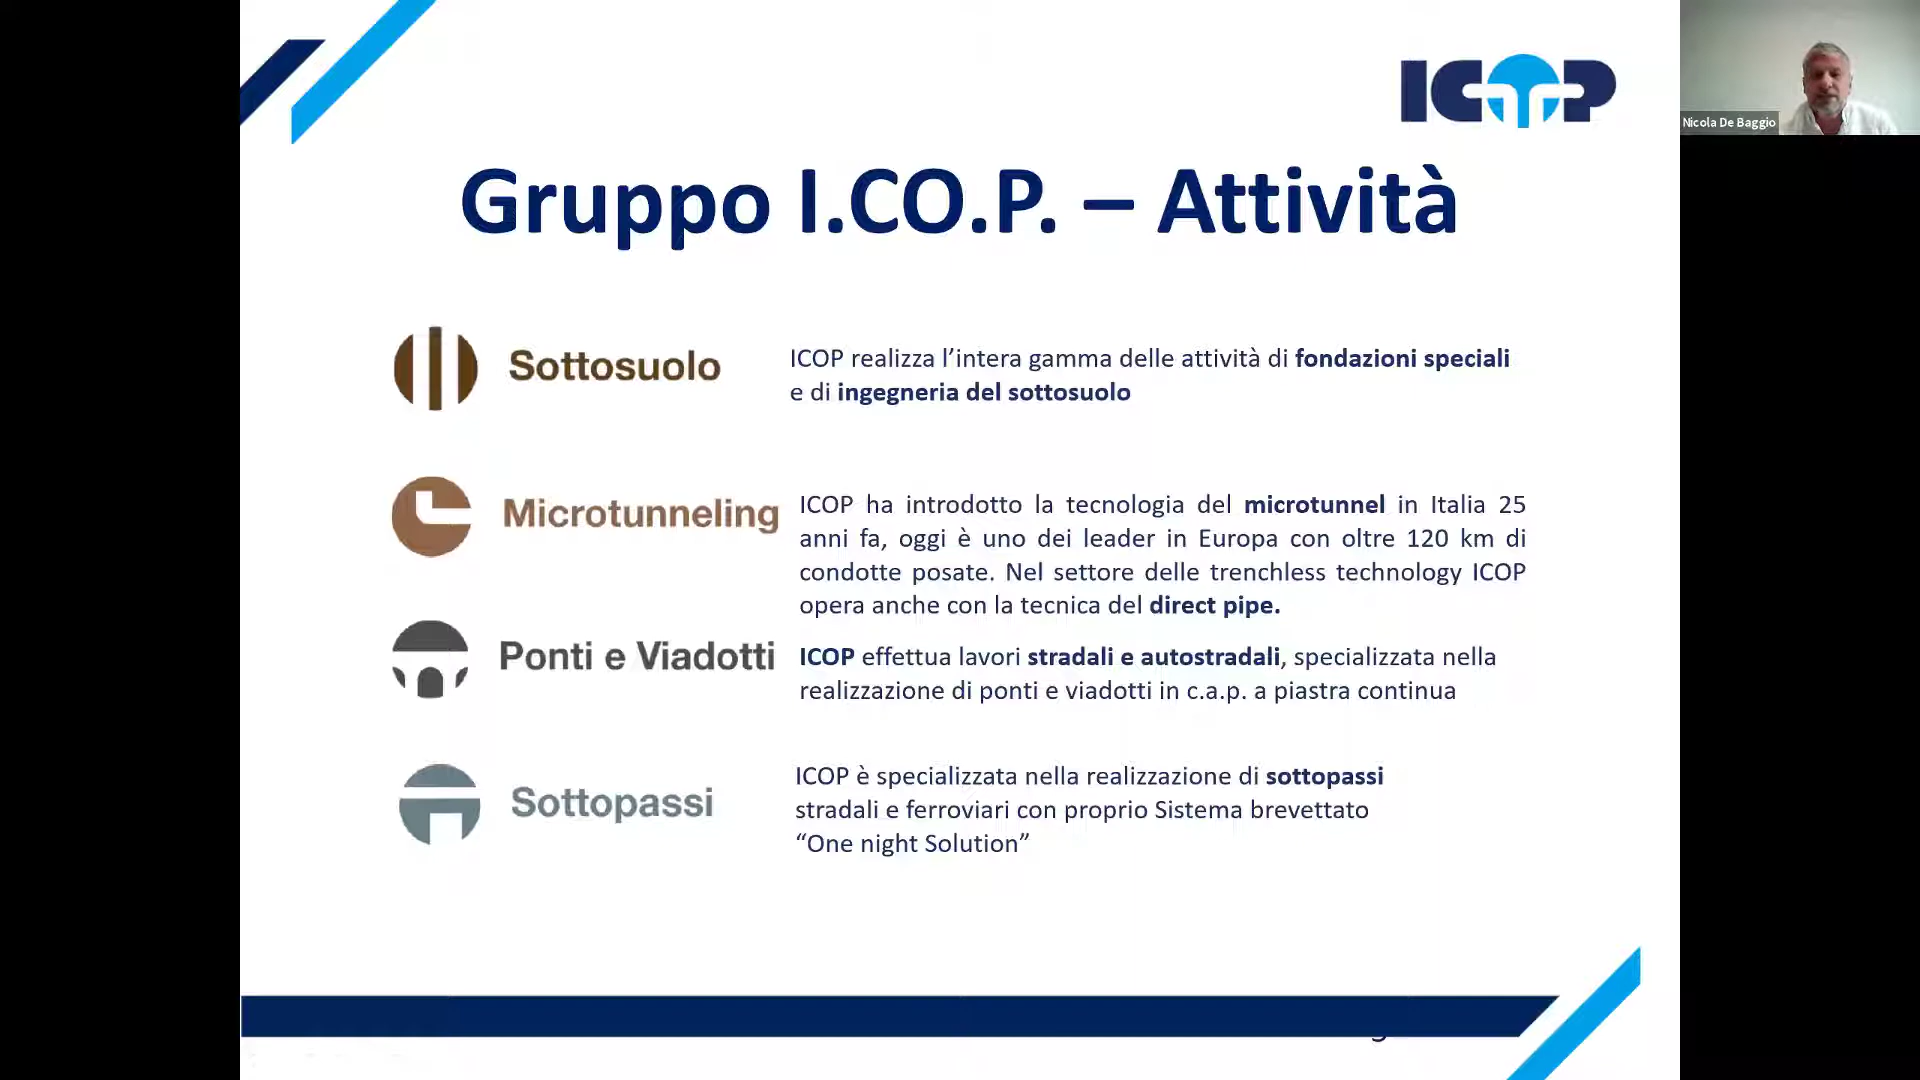 ICOP
Nicola De Baggio
Gruppo I.CO.P. – Attività
Sottosuolo
ICOP realizza l’intera gamma delle attività di fondazioni speciali
e di ingegneria del sottosuolo
Microtunneling
ICOP ha introdotto la tecnologia del microtunnel in Italia 25
anni fa, oggi è uno dei leader in Europa con oltre 120 km di
condotte posate. Nel settore delle trenchless technology ICOP
opera anche con la tecnica del direct pipe.
Ponti e Viadotti
ICOP effettua lavori stradali e autostradali, specializzata nella
realizzazione di ponti e viadotti in c.a.p. a piastra continua
Sottopassi
ICOP è specializzata nella realizzazione di sottopassi
stradali e ferroviari con proprio Sistema brevettato
“One night Solution”